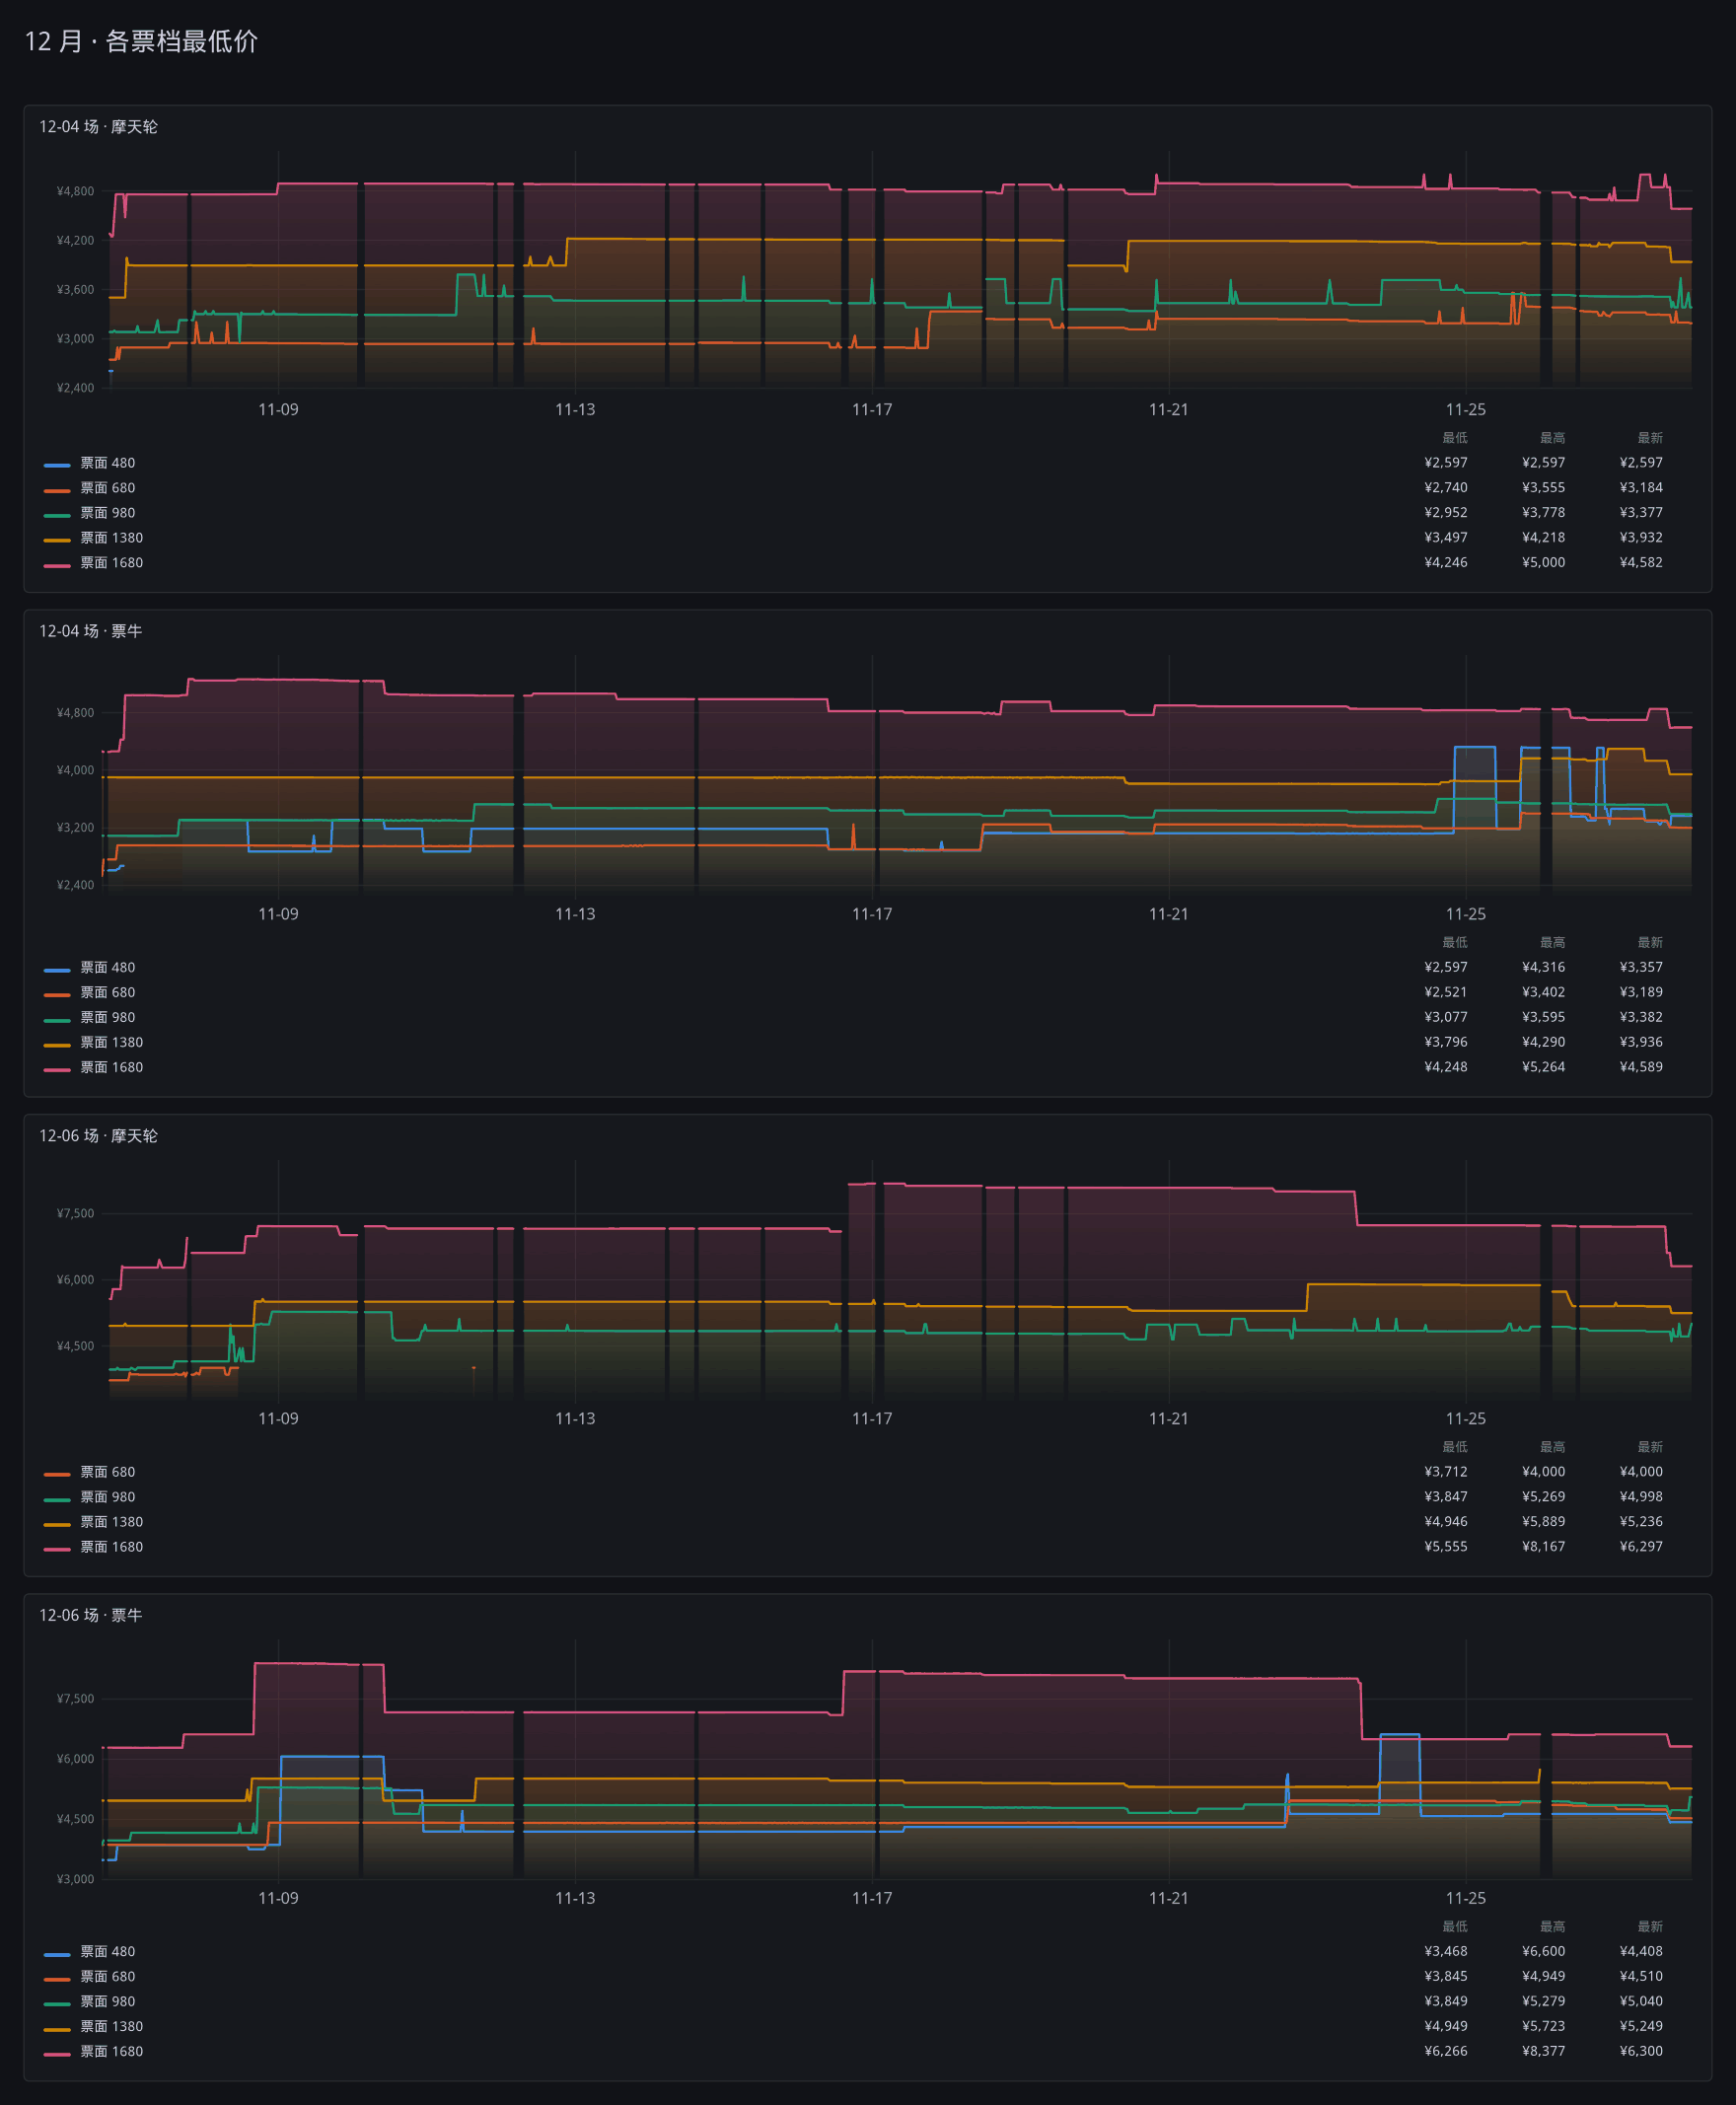 12 月 · 各票档最低价
12-04 场 · 摩天轮
¥4,800
¥4,200
¥3,600
¥3,000
¥2,400
11-09 11-13 11-17 11-21 11-25
最低 最高 最新
票面 480 ¥2,597 ¥2,597 ¥2,597
票面 680 ¥2,740 ¥3,555 ¥3,184
票面 980 ¥2,952 ¥3,778 ¥3,377
票面 1380 ¥3,497 ¥4,218 ¥3,932
票面 1680 ¥4,246 ¥5,000 ¥4,582
12-04 场 · 票牛
¥4,800
¥4,000
¥3,200
¥2,400
11-09 11-13 11-17 11-21 11-25
最低 最高 最新
票面 480 ¥2,597 ¥4,316 ¥3,357
票面 680 ¥2,521 ¥3,402 ¥3,189
票面 980 ¥3,077 ¥3,595 ¥3,382
票面 1380 ¥3,796 ¥4,290 ¥3,936
票面 1680 ¥4,248 ¥5,264 ¥4,589
12-06 场 · 摩天轮
¥7,500
¥6,000
¥4,500
11-09 11-13 11-17 11-21 11-25
最低 最高 最新
票面 680 ¥3,712 ¥4,000 ¥4,000
票面 980 ¥3,847 ¥5,269 ¥4,998
票面 1380 ¥4,946 ¥5,889 ¥5,236
票面 1680 ¥5,555 ¥8,167 ¥6,297
12-06 场 · 票牛
¥7,500
¥6,000
¥4,500
¥3,000
11-09 11-13 11-17 11-21 11-25
最低 最高 最新
票面 480 ¥3,468 ¥6,600 ¥4,408
票面 680 ¥3,845 ¥4,949 ¥4,510
票面 980 ¥3,849 ¥5,279 ¥5,040
票面 1380 ¥4,949 ¥5,723 ¥5,249
票面 1680 ¥6,266 ¥8,377 ¥6,300